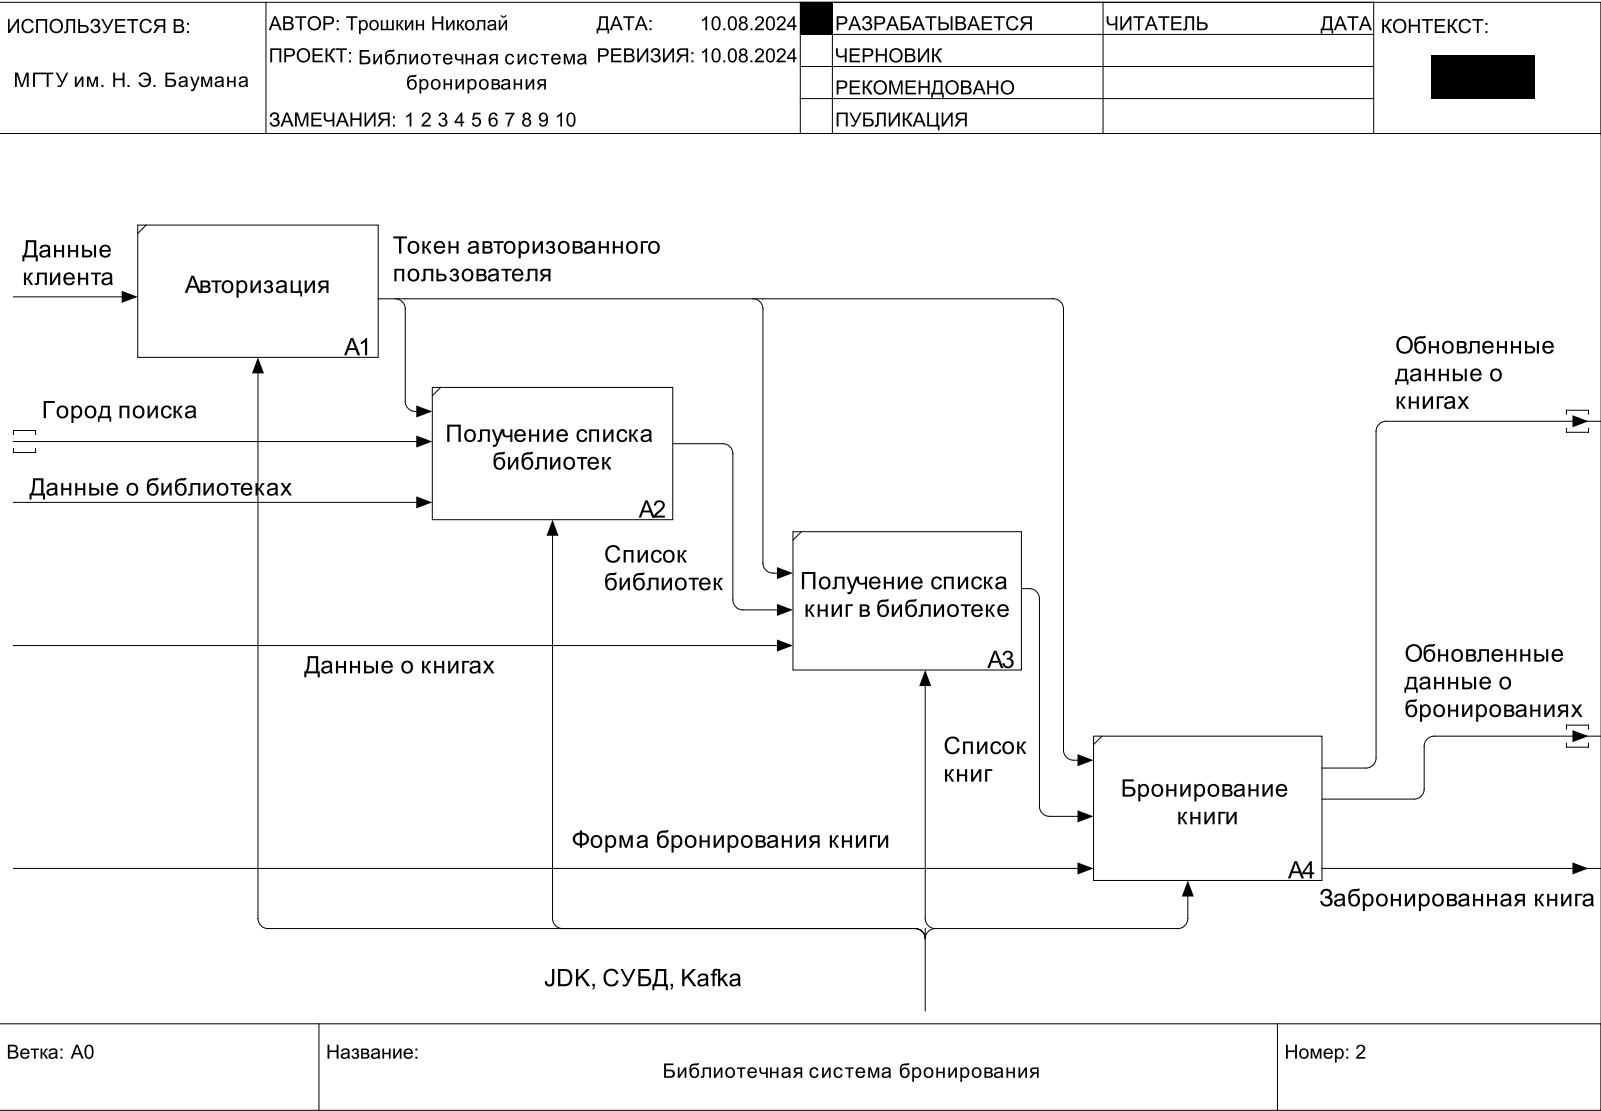 ИСПОЛЬЗУЕТСЯ В:
МГТУ им. Н. Э. Баумана
АВТОР: Трошкин Николай
ДАТА: 10.08.2024
ПРОЕКТ: Библиотечная система
бронирования
РЕВИЗИЯ: 10.08.2024
ЗАМЕЧАНИЯ: 1 2 3 4 5 6 7 8 9 10
РАЗРАБАТЫВАЕТСЯ
ЧЕРНОВИК
РЕКОМЕНДОВАНО
ПУБЛИКАЦИЯ
ЧИТАТЕЛЬ
ДАТА
КОНТЕКСТ:
Данные
клиента
Авторизация
A1
Токен авторизованного
пользователя
Город поиска
Данные о библиотеках
Получение списка
библиотек
A2
Список
библиотек
Данные о книгах
Получение списка
книг в библиотеке
A3
Список
книг
Форма бронирования книги
Бронирование
книги
A4
Обновленные
данные о
книгах
Обновленные
данные о
бронированиях
Забронированная книга
JDK, СУБД, Kafka
Ветка: A0
Название:
Библиотечная система бронирования
Номер: 2